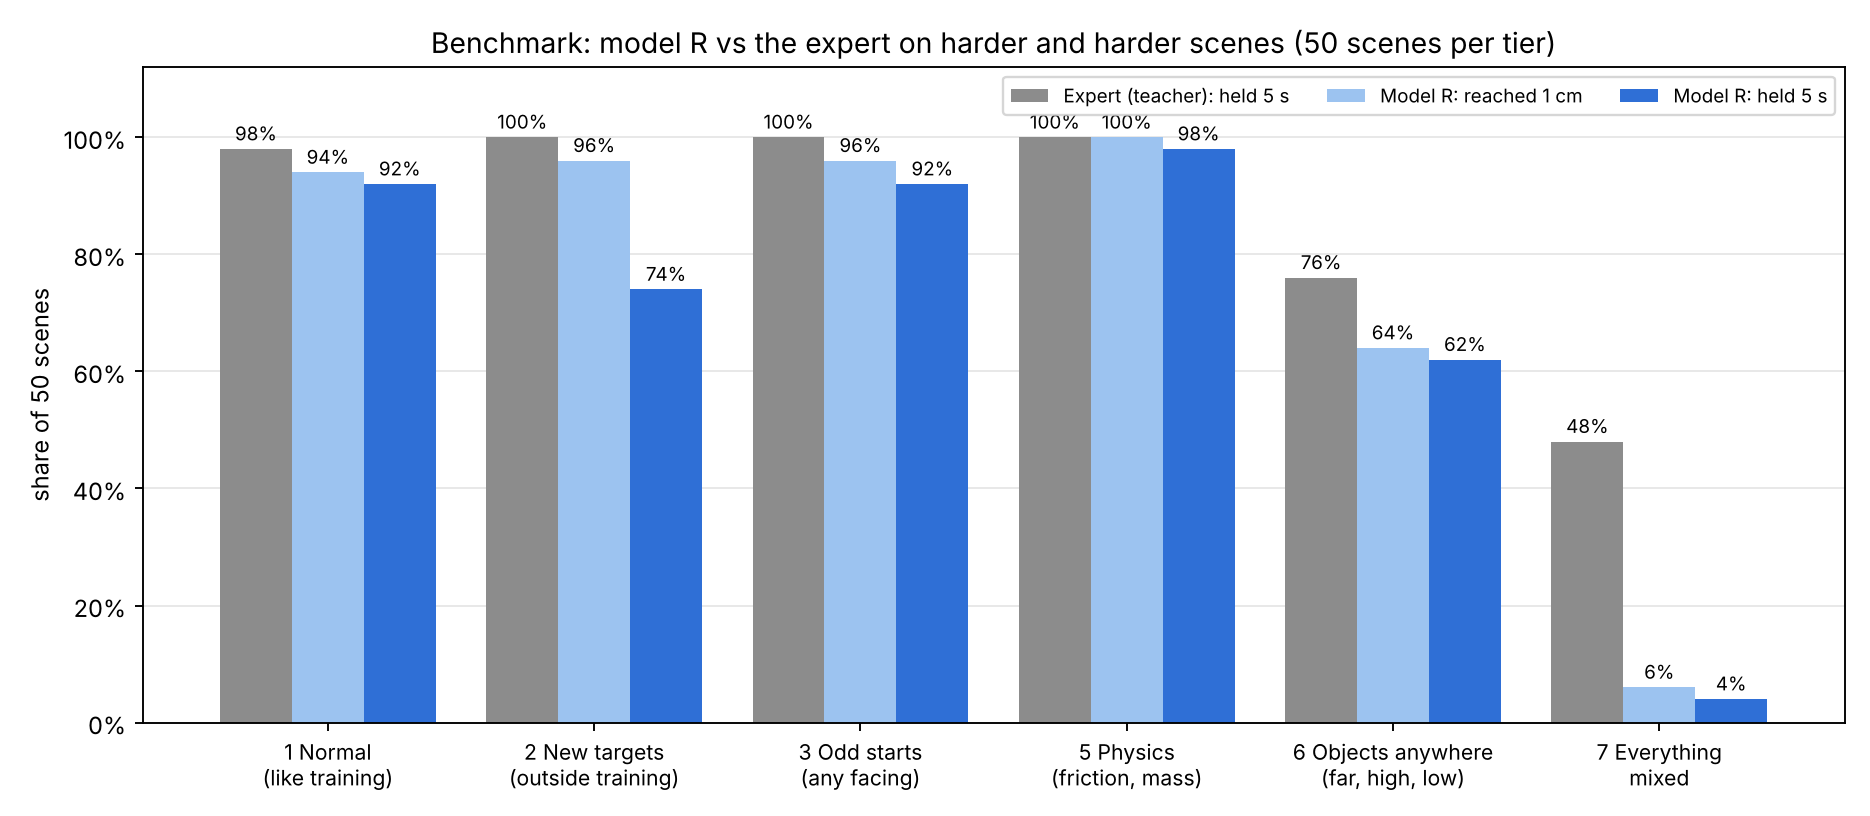 Benchmark: model R vs the expert on harder and harder scenes (50 scenes per tier)
Expert (teacher): held 5 s
Model R: reached 1 cm
Model R: held 5 s
share of 50 scenes
100%
80%
60%
40%
20%
0%
98%
94%
92%
100%
96%
74%
100%
96%
92%
100%
100%
98%
76%
64%
62%
48%
6%
4%
1 Normal
(like training)
2 New targets
(outside training)
3 Odd starts
(any facing)
5 Physics
(friction, mass)
6 Objects anywhere
(far, high, low)
7 Everything
mixed